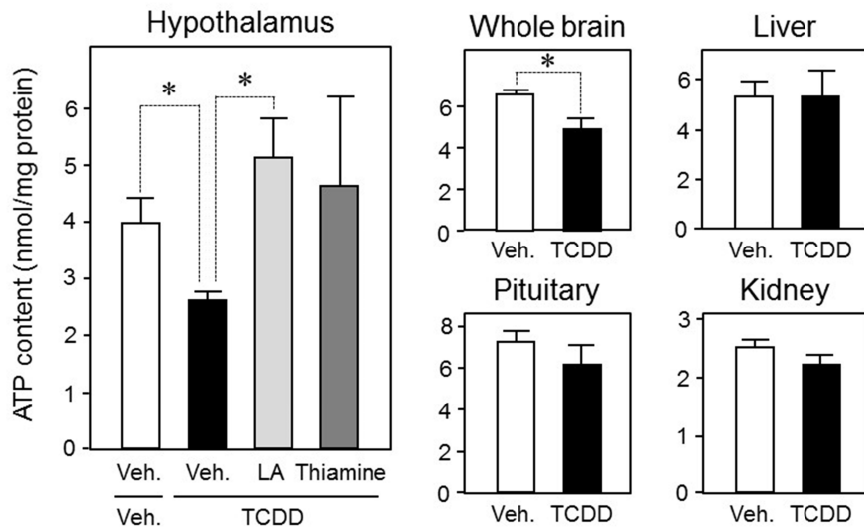 Hypothalamus
ATP content (nmol/mg protein)
6
5
4
3
2
1
0
*
*
Veh. Veh. LA Thiamine
Veh. TCDD
Whole brain
6
4
2
0
*
Veh. TCDD
Liver
6
4
2
0
Veh. TCDD
Pituitary
8
6
4
2
0
Veh. TCDD
Kidney
3
2
1
0
Veh. TCDD